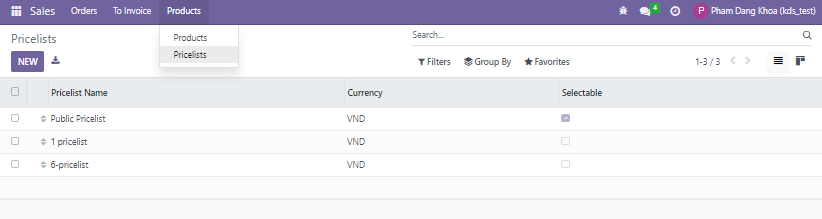 Sales Orders To Invoice Products 4 P Pham Dang Khoa (kds_test)
Pricelists
Products
Pricelists
Search...
NEW
Filters Group By Favorites 1-3 / 3
Pricelist Name Currency Selectable
Public Pricelist VND
1 pricelist VND
6-pricelist VND